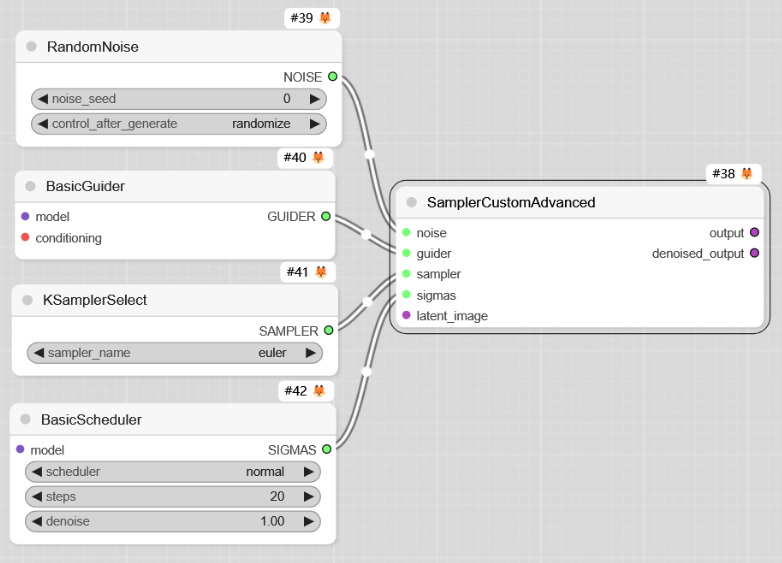 #39
RandomNoise
NOISE
noise_seed 0
control_after_generate randomize
#40
BasicGuider
model GUIDER
conditioning
#41
KSamplerSelect
SAMPLER
sampler_name euler
#42
BasicScheduler
model SIGMAS
scheduler normal
steps 20
denoise 1.00
#38
SamplerCustomAdvanced
noise output
guider denoised_output
sampler
sigmas
latent_image